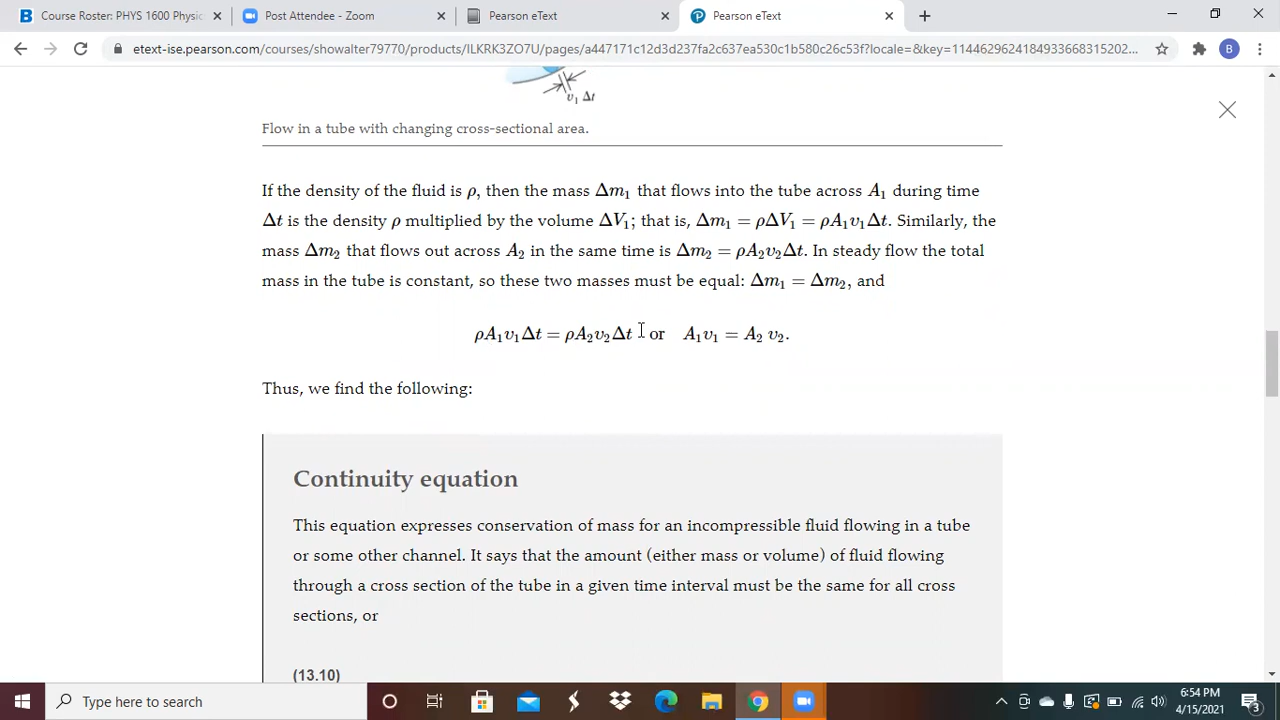 Course Roster: PHYS 1600 Physic
Post Attendee - Zoom
Pearson eText
Pearson eText
etext-ise.pearson.com/courses/showalter79770/products/ILKRK3ZO7U/pages/a447171c12d3d237fa2c637ea530c1b580c26c53f?locale=&key=11446296241849336683​15202...
B
v₁ Δt
Flow in a tube with changing cross-sectional area.
If the density of the fluid is ρ, then the mass Δm₁ that flows into the tube across A₁ during time
Δt is the density ρ multiplied by the volume ΔV₁; that is, Δm₁ = ρΔV₁ = ρA₁v₁Δt. Similarly, the
mass Δm₂ that flows out across A₂ in the same time is Δm₂ = ρA₂v₂Δt. In steady flow the total
mass in the tube is constant, so these two masses must be equal: Δm₁ = Δm₂, and
ρA₁v₁Δt = ρA₂v₂Δt or A₁v₁ = A₂ v₂.
Thus, we find the following:
Continuity equation
This equation expresses conservation of mass for an incompressible fluid flowing in a tube
or some other channel. It says that the amount (either mass or volume) of fluid flowing
through a cross section of the tube in a given time interval must be the same for all cross
sections, or
(13.10)
Type here to search
6:54 PM
4/15/2021
3